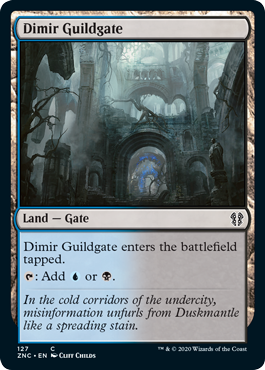 Dimir Guildgate
Land — Gate
Dimir Guildgate enters the battlefield
tapped.
: Add or .
In the cold corridors of the undercity,
misinformation unfurls from Duskmantle
like a spreading stain.
127 C
ZNC • EN CLIFF CHILDS
™ & © 2020 Wizards of the Coast